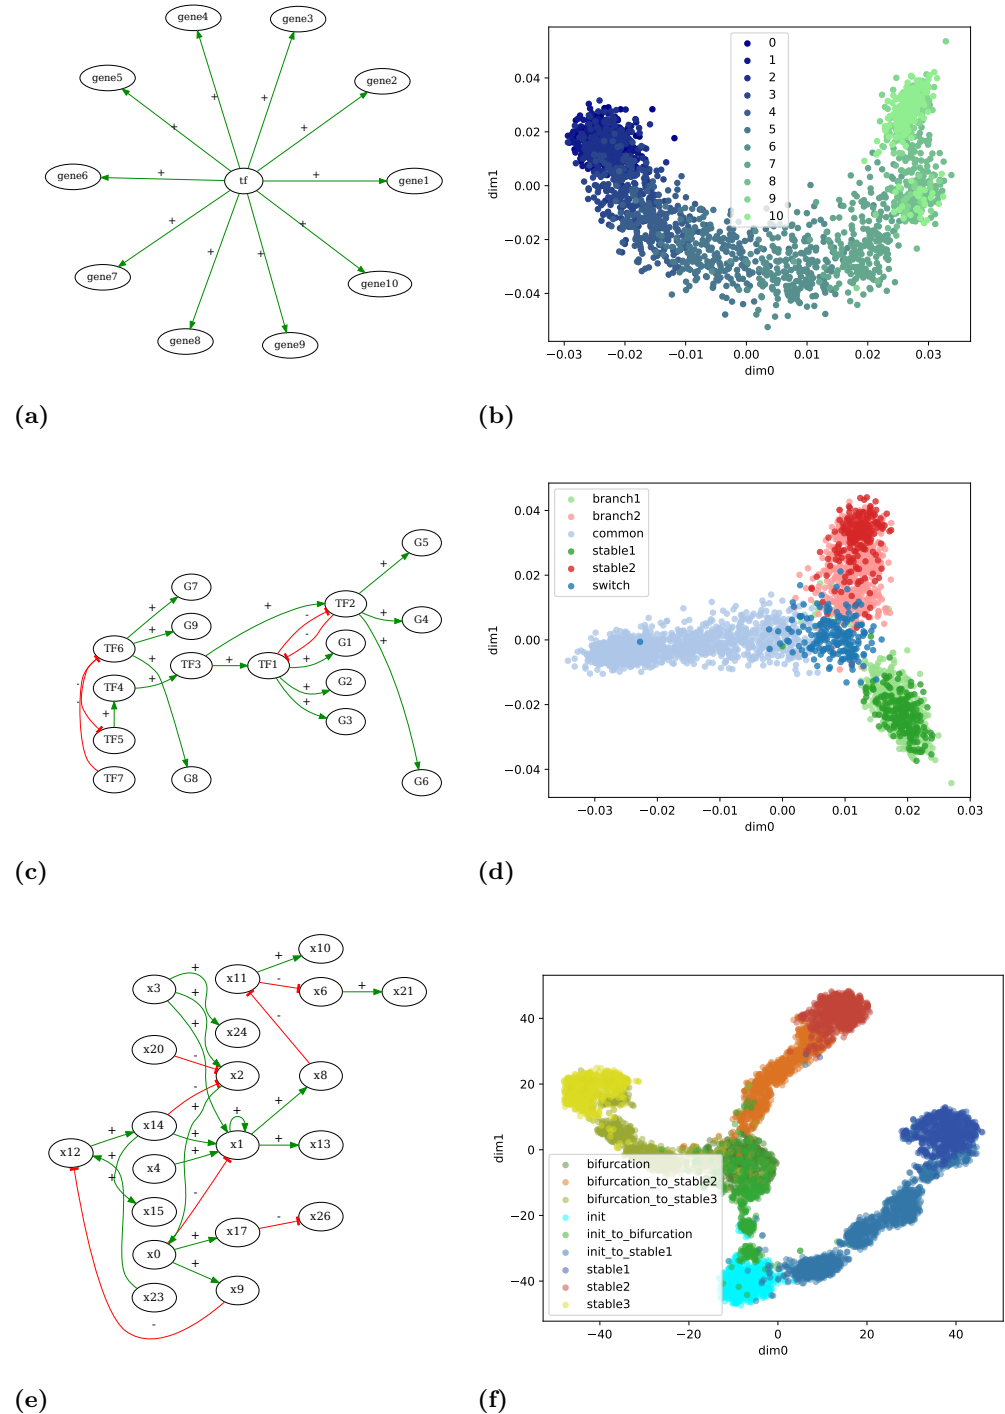 gene4
gene3
gene5
gene2
+
+
+
+
gene6
+
tf
+
gene1
+
+
+
+
+
gene7
gene10
gene8
gene9
(a)
0
1
2
3
4
5
6
7
8
9
10
dim1
0.04
0.02
0.00
−0.02
−0.04
−0.03
−0.02
−0.01
0.00
0.01
0.02
0.03
dim0
(b)
G5
+
G7
TF2
+
+
+
G4
G9
-
G1
TF6
+
-
+
TF3
+
TF1
+
+
TF4
+
G2
+
+
G3
-
-
+
TF5
TF7
G8
G6
(c)
branch1
branch2
common
stable1
stable2
switch
dim1
0.04
0.02
0.00
−0.02
−0.04
−0.03
−0.02
−0.01
0.00
0.01
0.02
0.03
dim0
(d)
x10
+
x11
-
x3
+
x6
+
x21
+
+
x24
-
x20
-
x2
x8
-
+
+
+
x14
+
+
x1
+
x13
x12
+
x4
+
+
-
x15
x26
x17
-
x0
+
+
x23
x9
-
(e)
bifurcation
bifurcation_to_stable2
bifurcation_to_stable3
init
init_to_bifurcation
init_to_stable1
stable1
stable2
stable3
dim1
40
20
0
−20
−40
−40
−20
0
20
40
dim0
(f)